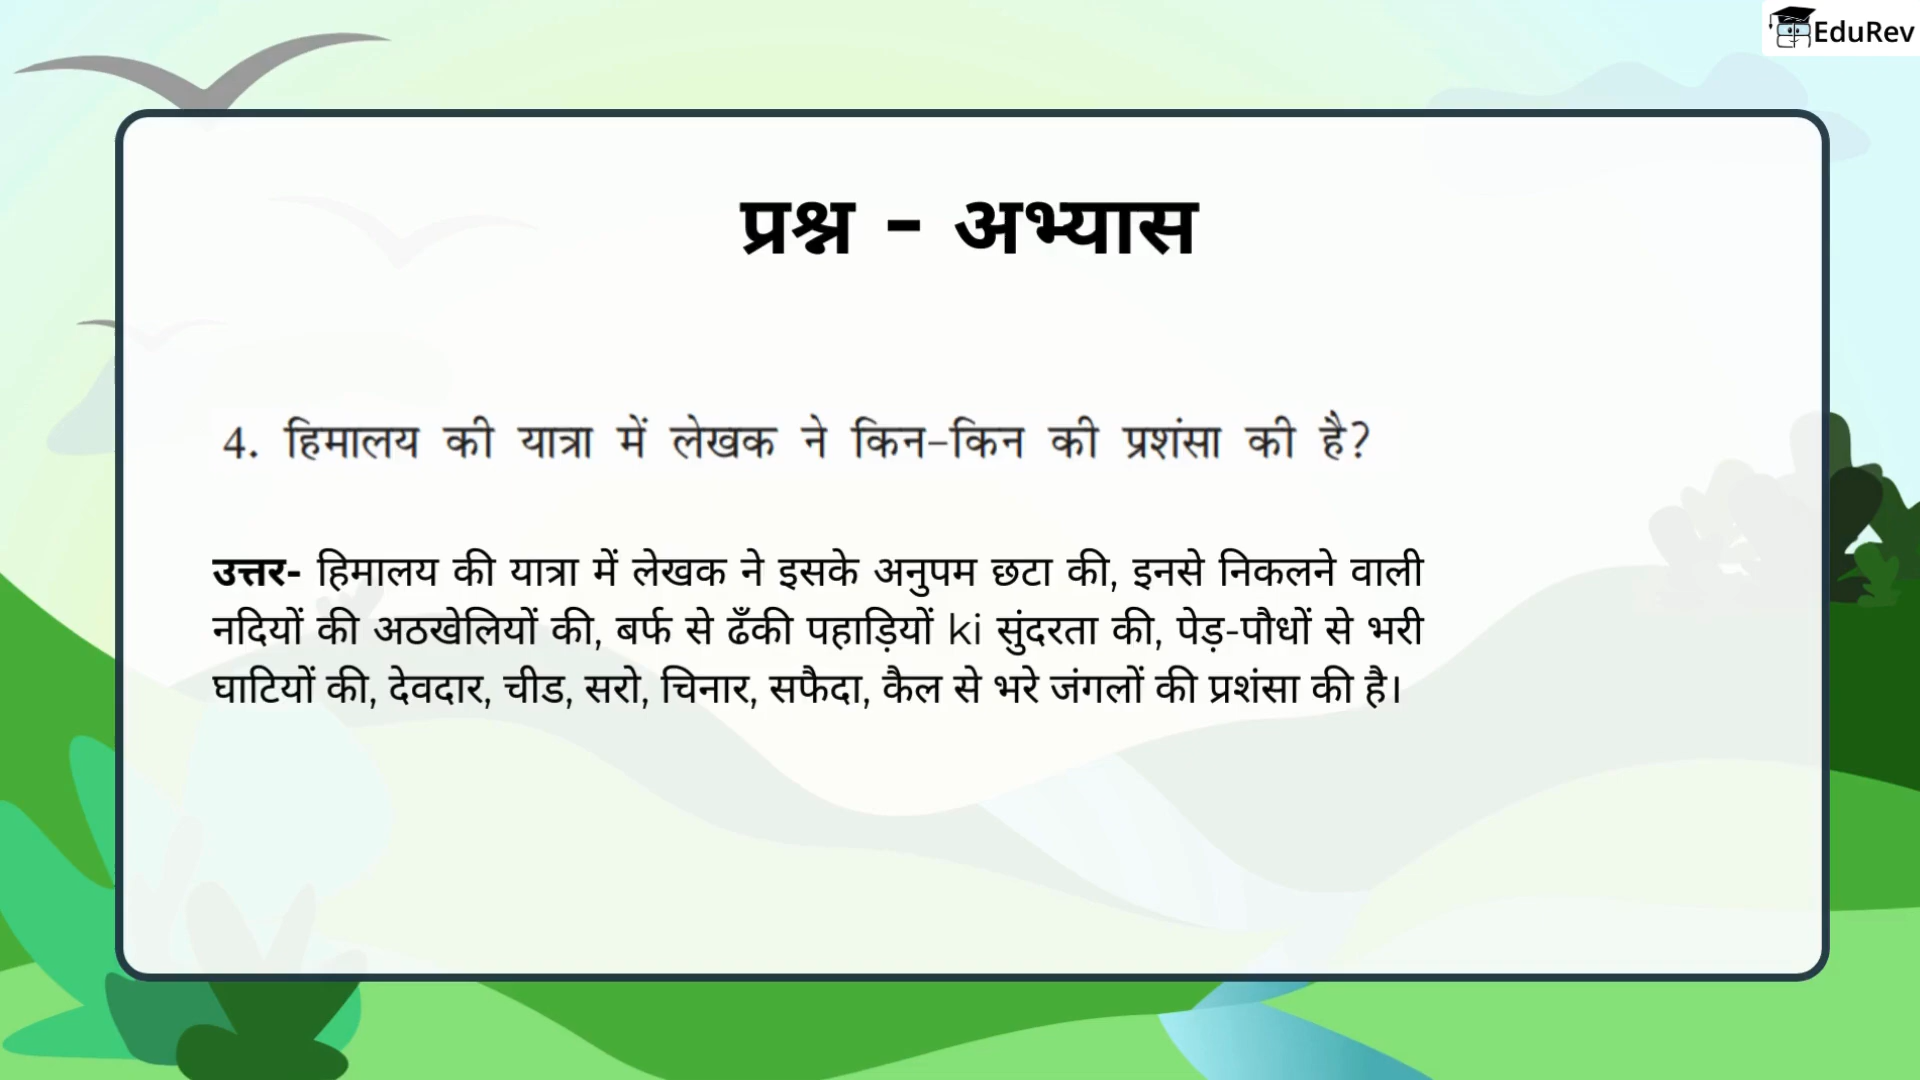 EduRev
प्रश्न - अभ्यास
4. हिमालय की यात्रा में लेखक ने किन-किन की प्रशंसा की है?
उत्तर- हिमालय की यात्रा में लेखक ने इसके अनुपम छटा की, इनसे निकलने वाली
नदियों की अठखेलियों की, बर्फ से ढँकी पहाड़ियों ki सुंदरता की, पेड़-पौधों से भरी
घाटियों की, देवदार, चीड, सरो, चिनार, सफैदा, कैल से भरे जंगलों की प्रशंसा की है।